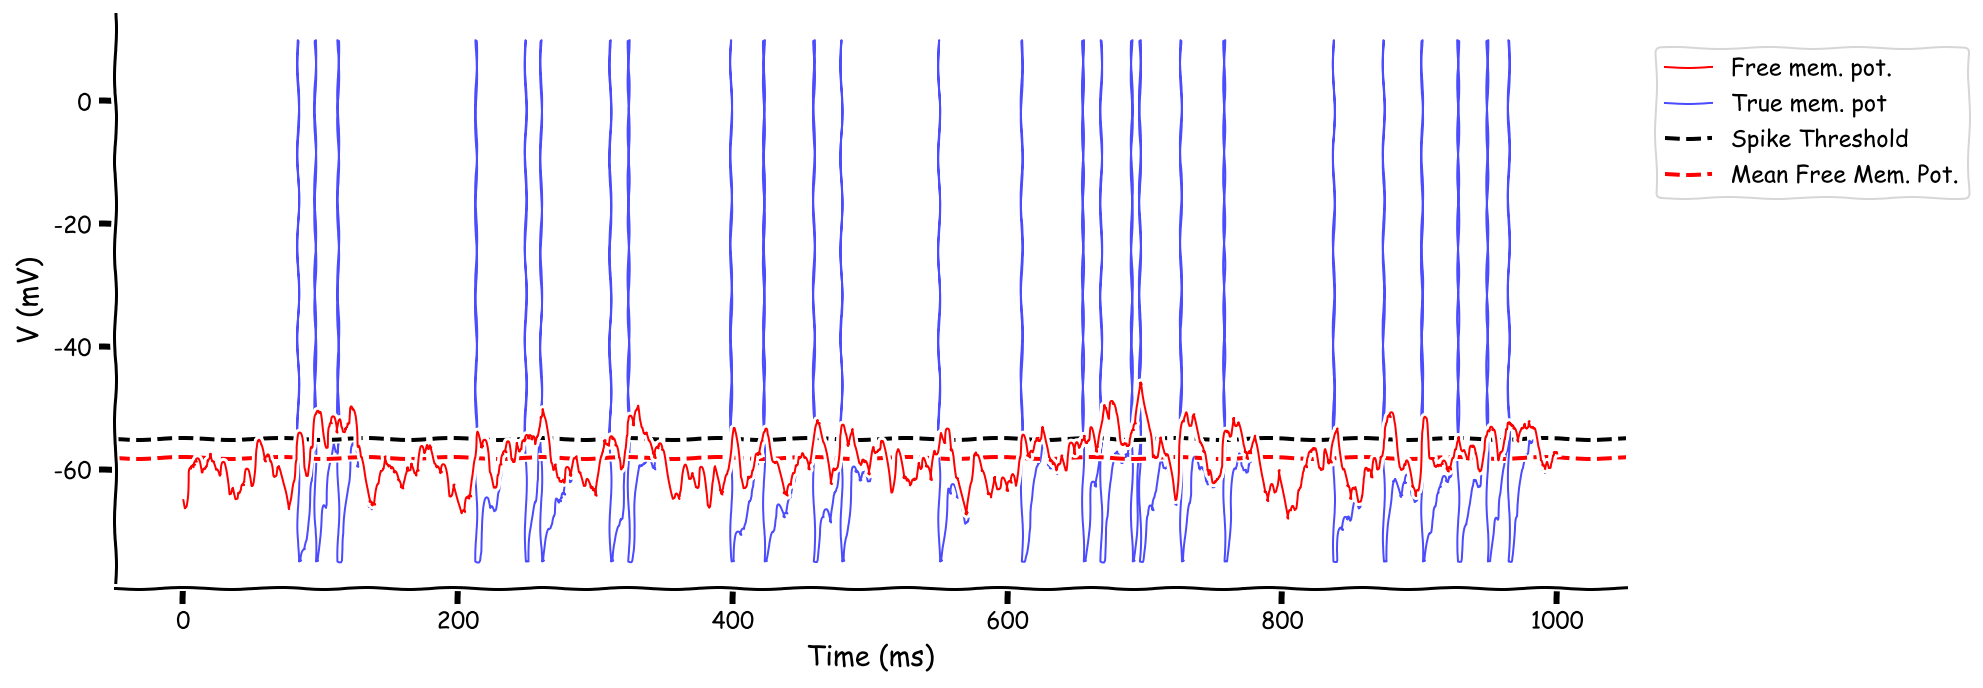 Free mem. pot.
True mem. pot
Spike Threshold
Mean Free Mem. Pot.
V (mV)
0
-20
-40
-60
0 200 400 600 800 1000
Time (ms)